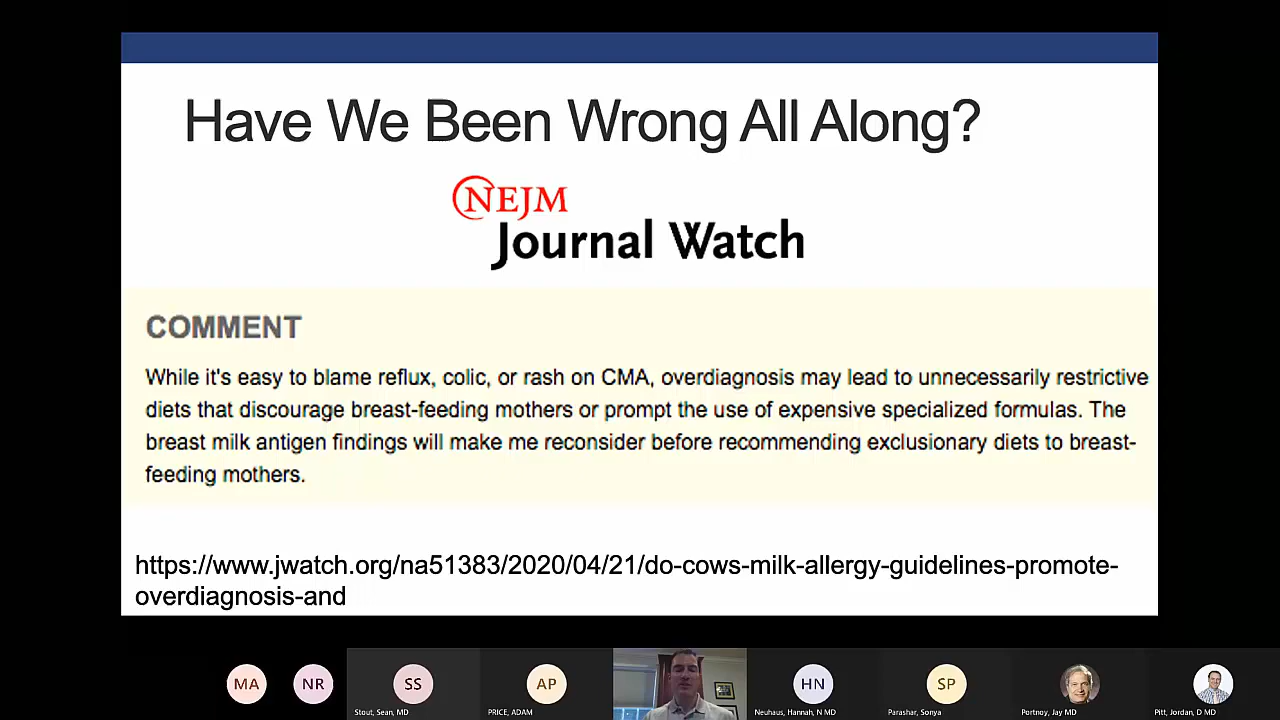 Have We Been Wrong All Along?
NEJM
Journal Watch
COMMENT
While it's easy to blame reflux, colic, or rash on CMA, overdiagnosis may lead to unnecessarily restrictive
diets that discourage breast-feeding mothers or prompt the use of expensive specialized formulas. The
breast milk antigen findings will make me reconsider before recommending exclusionary diets to breast-
feeding mothers.
https://www.jwatch.org/na51383/2020/04/21/do-cows-milk-allergy-guidelines-promote-
overdiagnosis-and
MA NR SS AP HN SP
Stout, Sean, MD PRICE, ADAM Neuhaus, Hannah, N MD Parashar, Sonya Portnoy, Jay MD Pitt, Jordan, D MD